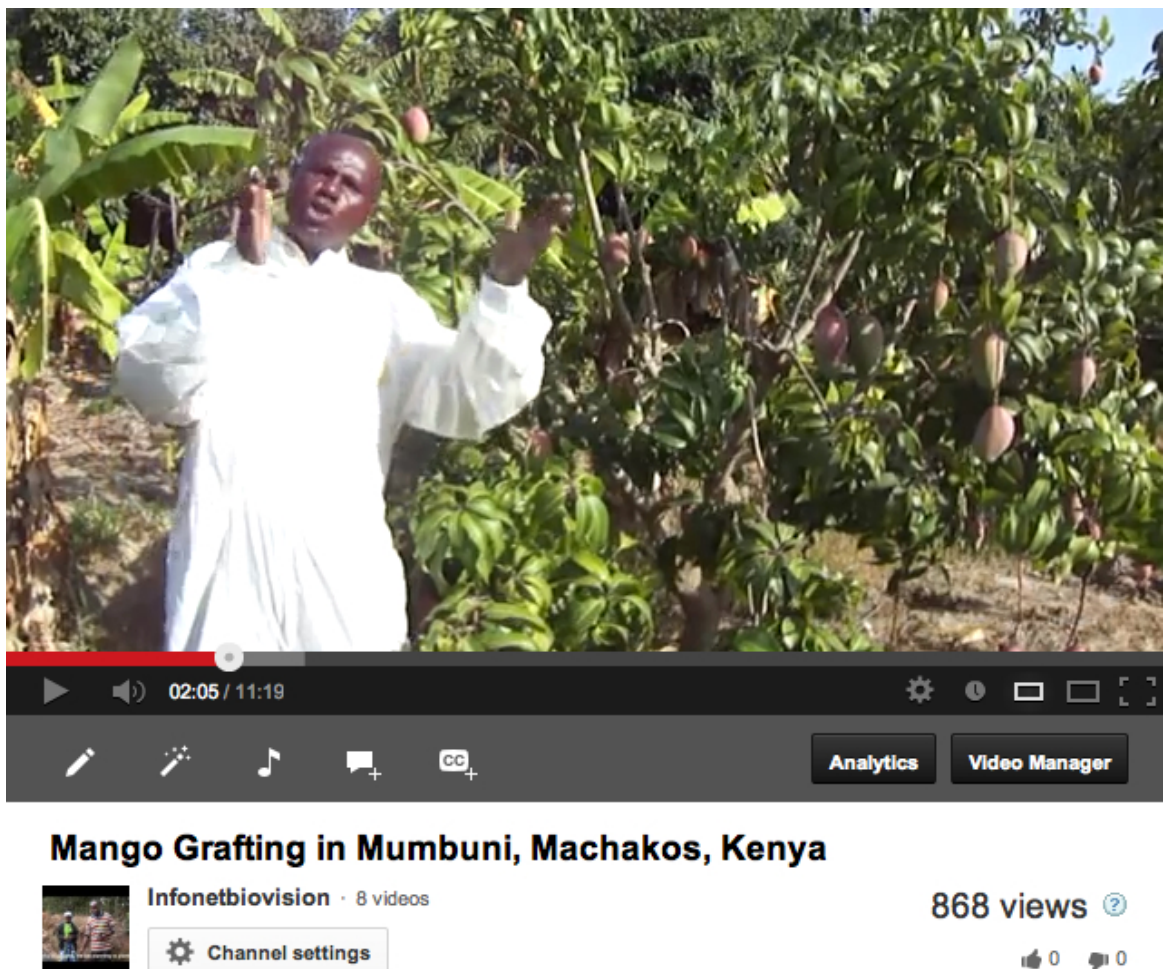 02:05 / 11:19
CC
Analytics
Video Manager
Mango Grafting in Mumbuni, Machakos, Kenya
Infonetbiovision · 8 videos
868 views ?
Channel settings
0 0